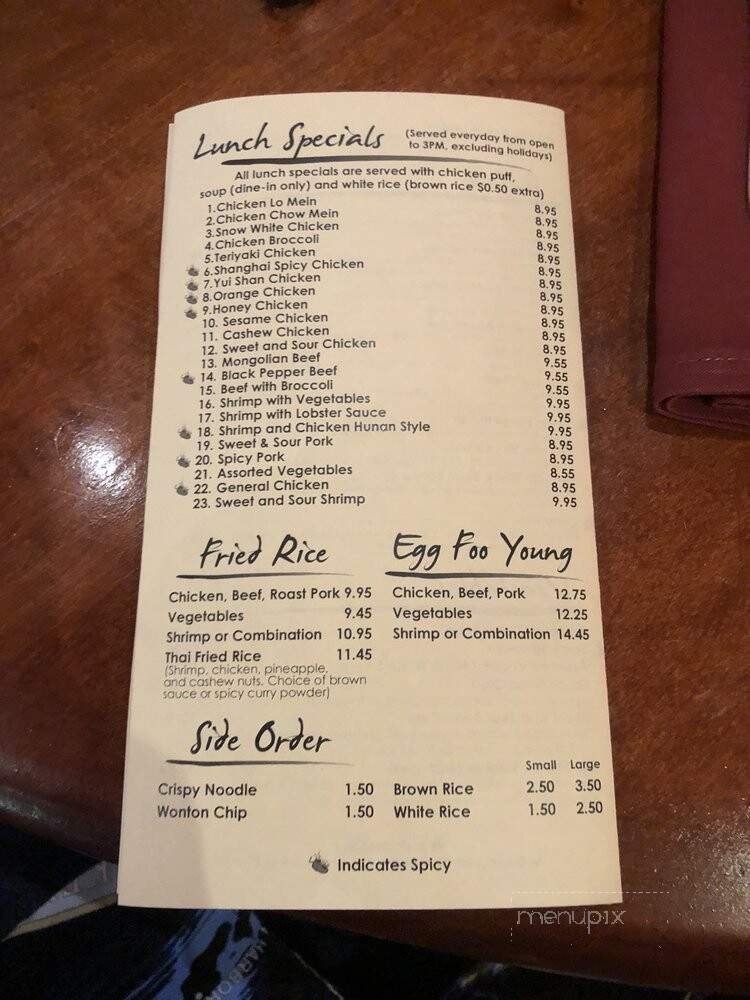 Lunch Specials (Served everyday from open
to 3PM, excluding holidays)
All lunch specials are served with chicken puff,
soup (dine-in only) and white rice (brown rice $0.50 extra)
1.Chicken Lo Mein 8.95
2.Chicken Chow Mein 8.95
3.Snow White Chicken 8.95
4.Chicken Broccoli 8.95
5.Teriyaki Chicken 8.95
6.Shanghai Spicy Chicken 8.95
7.Yui Shan Chicken 8.95
8.Orange Chicken 8.95
9.Honey Chicken 8.95
10. Sesame Chicken 8.95
11. Cashew Chicken 8.95
12. Sweet and Sour Chicken 8.95
13. Mongolian Beef 9.55
14. Black Pepper Beef 9.55
15. Beef with Broccoli 9.55
16. Shrimp with Vegetables 9.95
17. Shrimp with Lobster Sauce 9.95
18. Shrimp and Chicken Hunan Style 9.95
19. Sweet & Sour Pork 8.95
20. Spicy Pork 8.95
21. Assorted Vegetables 8.55
22. General Chicken 8.95
23. Sweet and Sour Shrimp 9.95
Fried Rice
Chicken, Beef, Roast Pork 9.95
Vegetables 9.45
Shrimp or Combination 10.95
Thai Fried Rice 11.45
(Shrimp, chicken, pineapple,
and cashew nuts. Choice of brown
sauce or spicy curry powder)
Egg Foo Young
Chicken, Beef, Pork 12.75
Vegetables 12.25
Shrimp or Combination 14.45
Side Order
Crispy Noodle 1.50
Wonton Chip 1.50
Small Large
Brown Rice 2.50 3.50
White Rice 1.50 2.50
Indicates Spicy
menupix
HARBOR